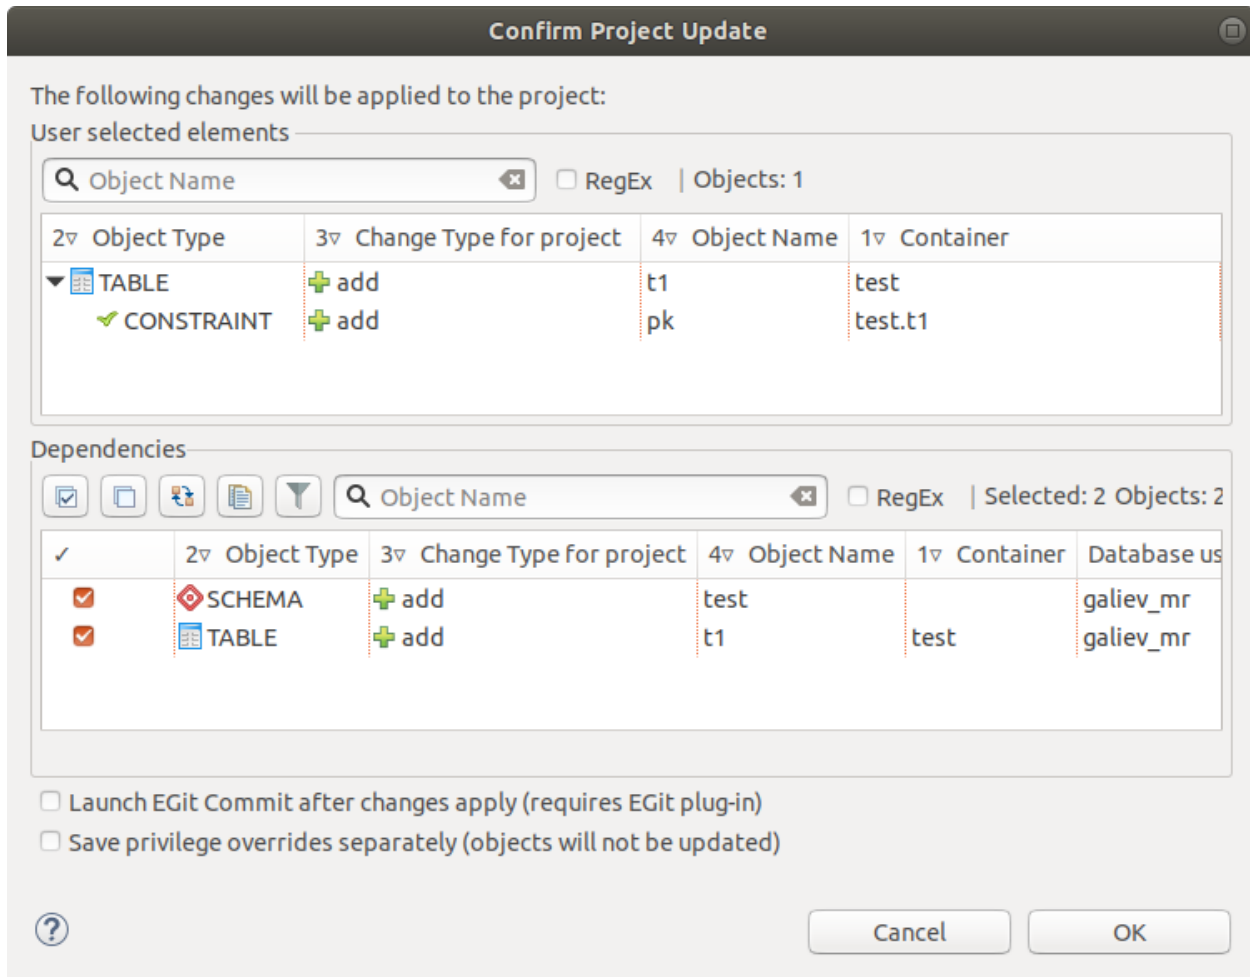 Confirm Project Update
The following changes will be applied to the project:
User selected elements
Object Name RegEx | Objects: 1
2▿ Object Type 3▿ Change Type for project 4▿ Object Name 1▿ Container
TABLE add t1 test
CONSTRAINT add pk test.t1
Dependencies
Object Name RegEx | Selected: 2 Objects: 2
✓ 2▿ Object Type 3▿ Change Type for project 4▿ Object Name 1▿ Container Database us
SCHEMA add test galiev_mr
TABLE add t1 test galiev_mr
Launch EGit Commit after changes apply (requires EGit plug-in)
Save privilege overrides separately (objects will not be updated)
? Cancel OK